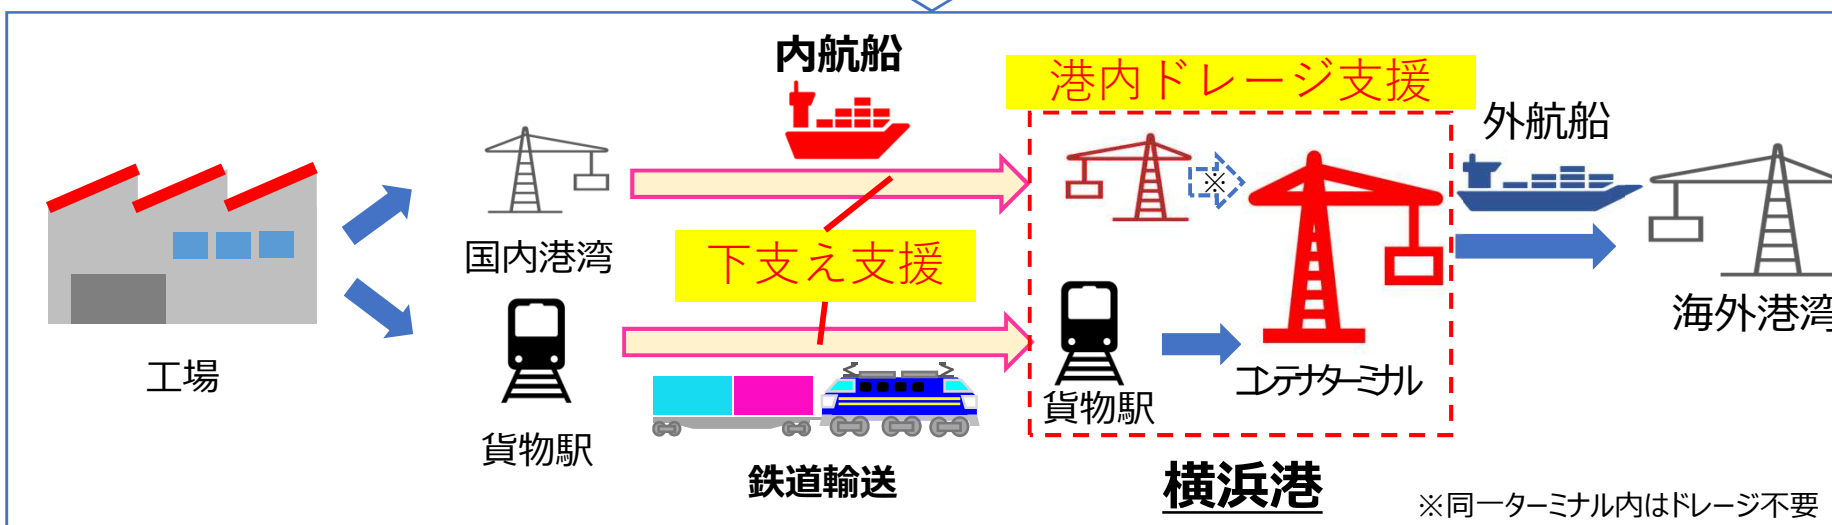 内航船
港内ドレージ支援
外航船
※
国内港湾
下支え支援
海外港湾
工場
貨物駅
コンテナターミナル
貨物駅
鉄道輸送
横浜港
※同一ターミナル内はドレージ不要